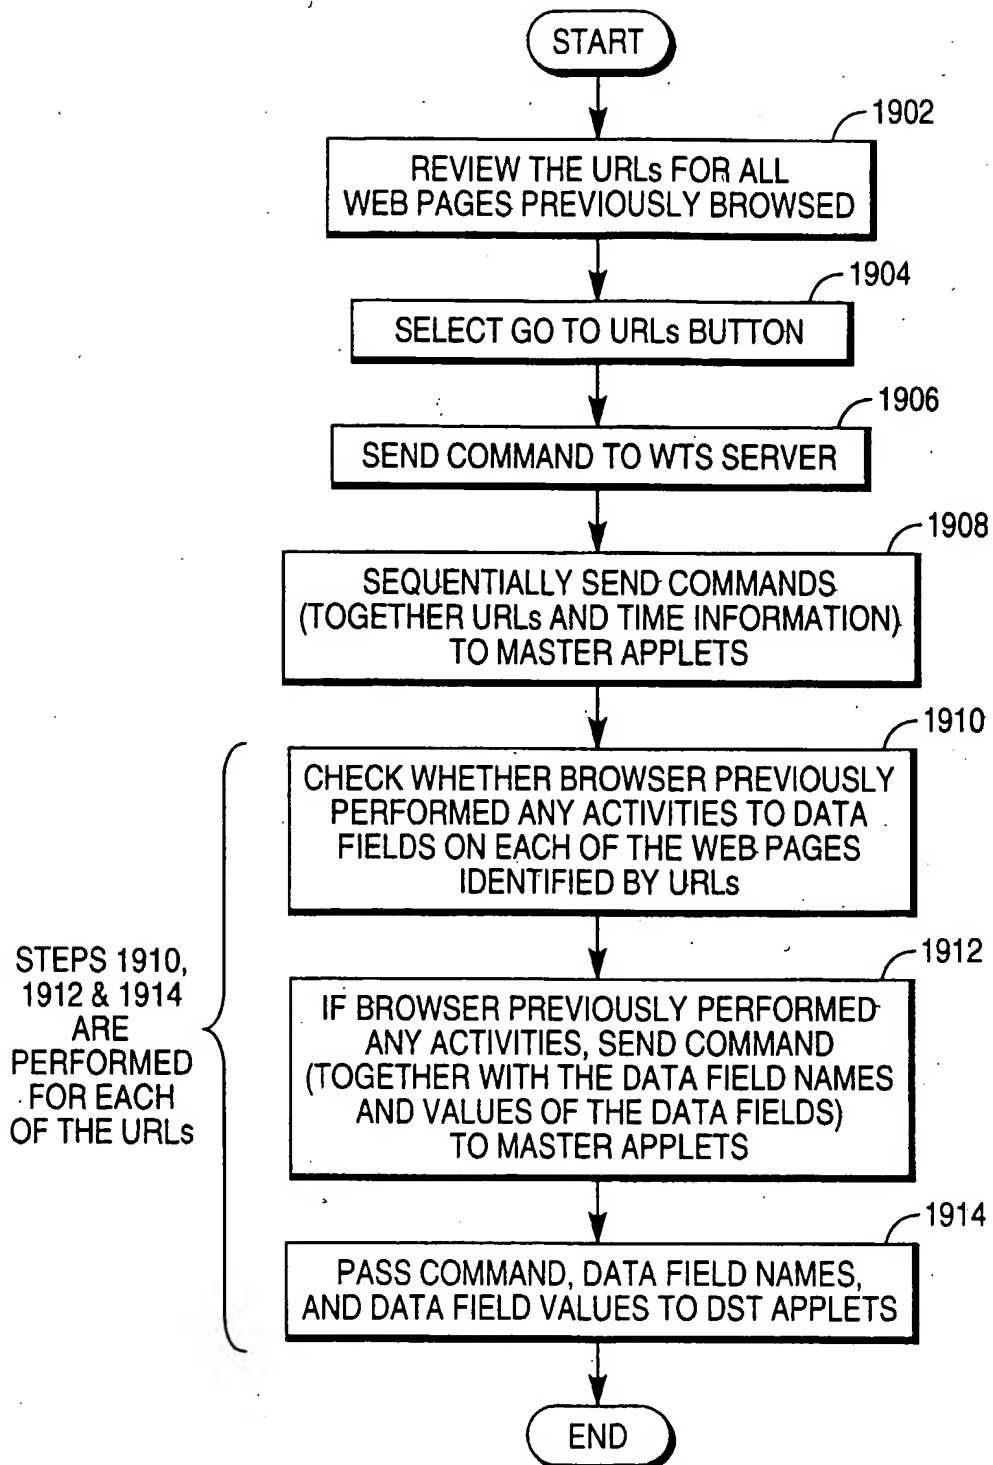 START
1902
REVIEW THE URLs FOR ALL
WEB PAGES PREVIOUSLY BROWSED
1904
SELECT GO TO URLs BUTTON
1906
SEND COMMAND TO WTS SERVER
1908
SEQUENTIALLY SEND COMMANDS
(TOGETHER URLs AND TIME INFORMATION)
TO MASTER APPLETS
1910
CHECK WHETHER BROWSER PREVIOUSLY
PERFORMED ANY ACTIVITIES TO DATA
FIELDS ON EACH OF THE WEB PAGES
IDENTIFIED BY URLs
STEPS 1910,
1912 & 1914
ARE
PERFORMED
FOR EACH
OF THE URLs
1912
IF BROWSER PREVIOUSLY PERFORMED
ANY ACTIVITIES, SEND COMMAND
(TOGETHER WITH THE DATA FIELD NAMES
AND VALUES OF THE DATA FIELDS)
TO MASTER APPLETS
1914
PASS COMMAND, DATA FIELD NAMES,
AND DATA FIELD VALUES TO DST APPLETS
END